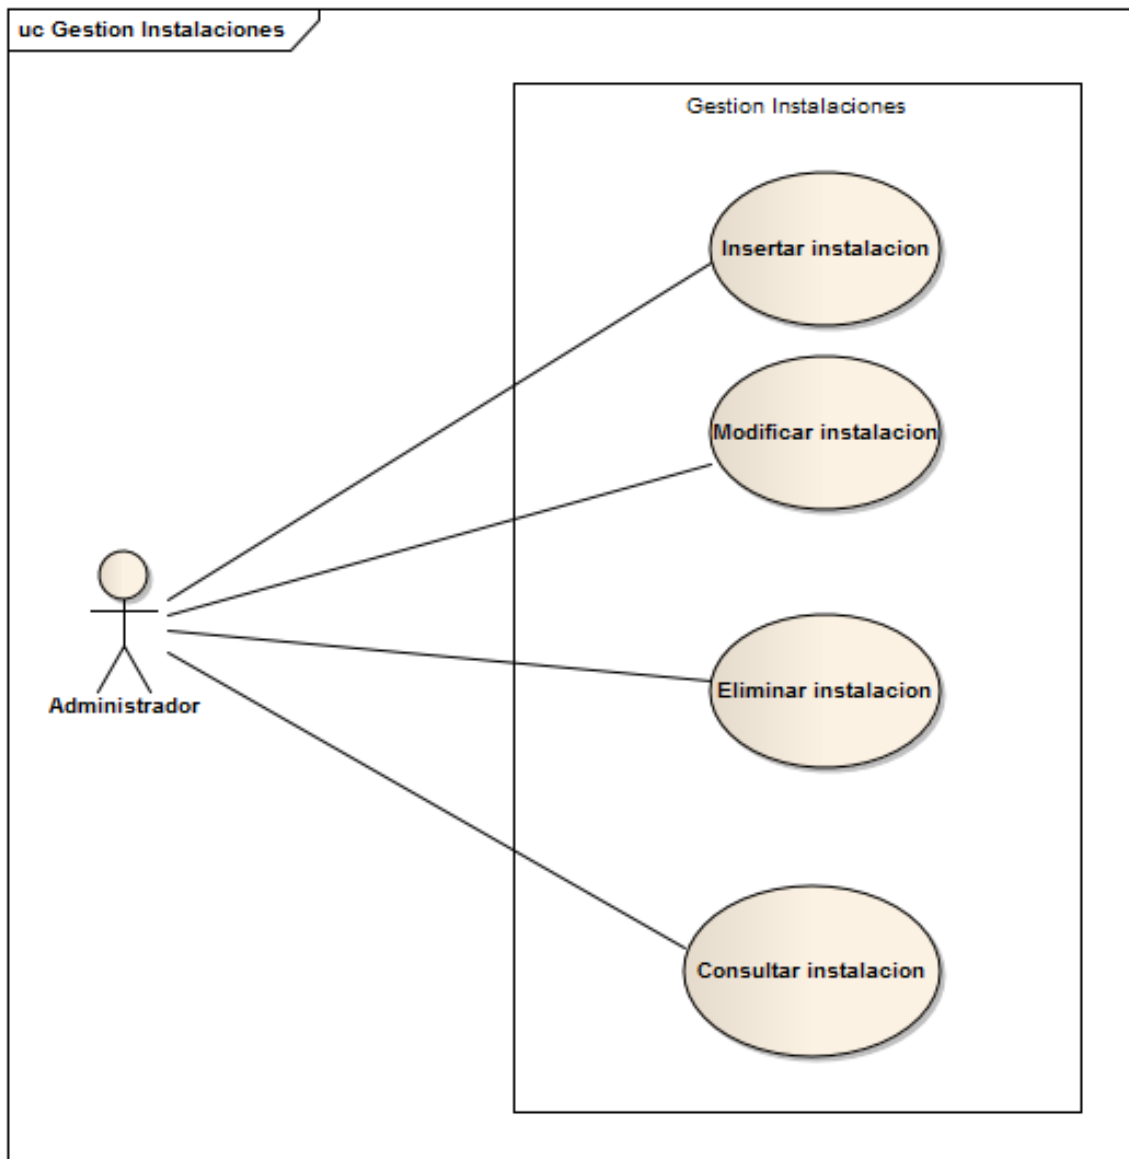 uc Gestion Instalaciones
Gestion Instalaciones
Insertar instalacion
Modificar instalacion
Eliminar instalacion
Administrador
Consultar instalacion